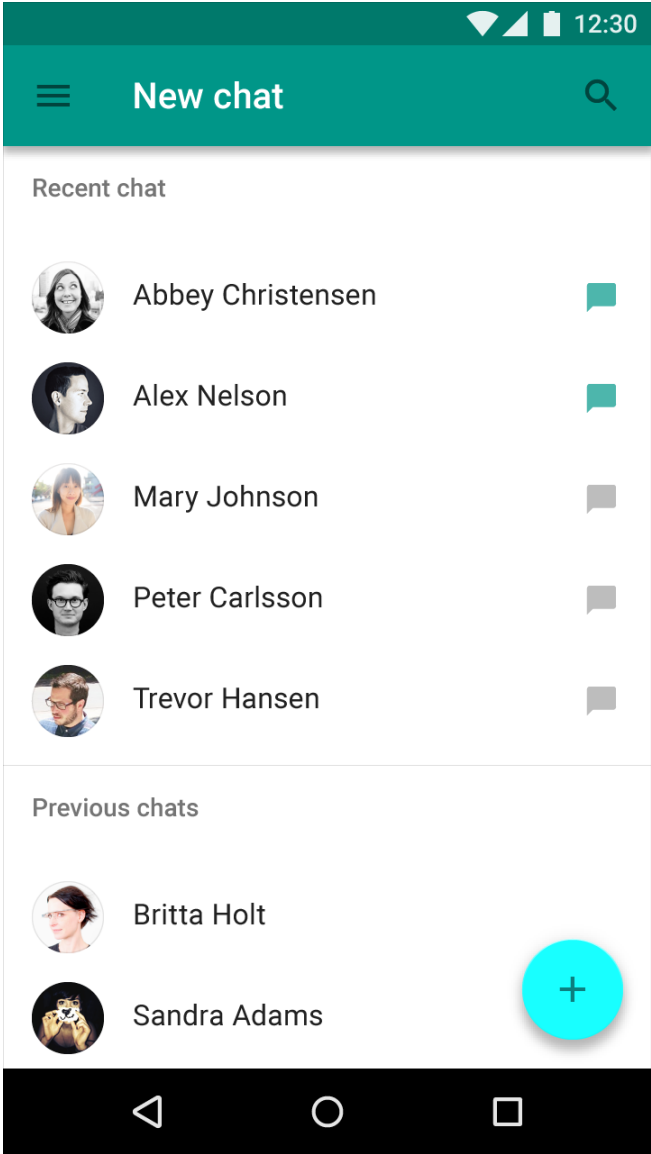 12:30
New chat
Recent chat
Abbey Christensen
Alex Nelson
Mary Johnson
Peter Carlsson
Trevor Hansen
Previous chats
Britta Holt
Sandra Adams